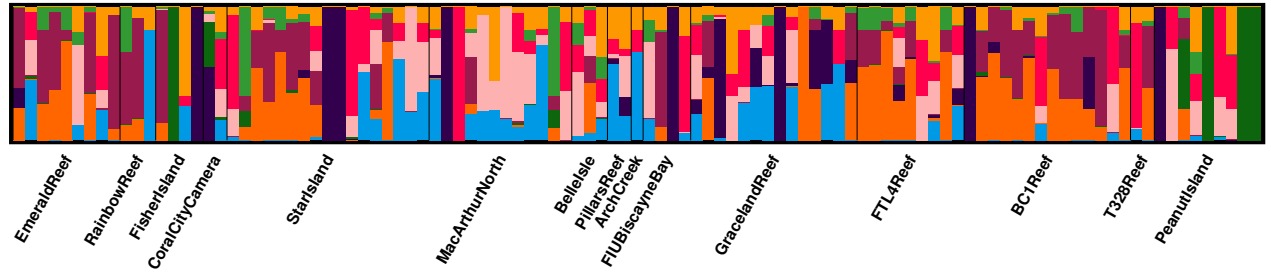 EmeraldReef
RainbowReef
FisherIsland
CoralCityCamera
StarIsland
MacArthurNorth
BelleIsle
PillarsReef
ArchCreek
FIUBiscayneBay
GracelandReef
FTL4Reef
BC1Reef
T328Reef
PeanutIsland